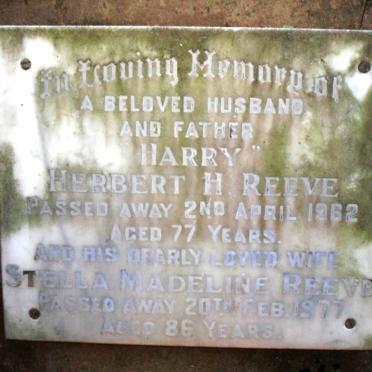 In Loving Memory of
A BELOVED HUSBAND
AND FATHER
"HARRY"
HERBERT H. REEVE
PASSED AWAY 2ND APRIL 1962
AGED 77 YEARS.
AND HIS DEARLY LOVED WIFE
STELLA MADELINE REEVE
PASSED AWAY 20TH FEB. 1977
AGED 86 YEARS.